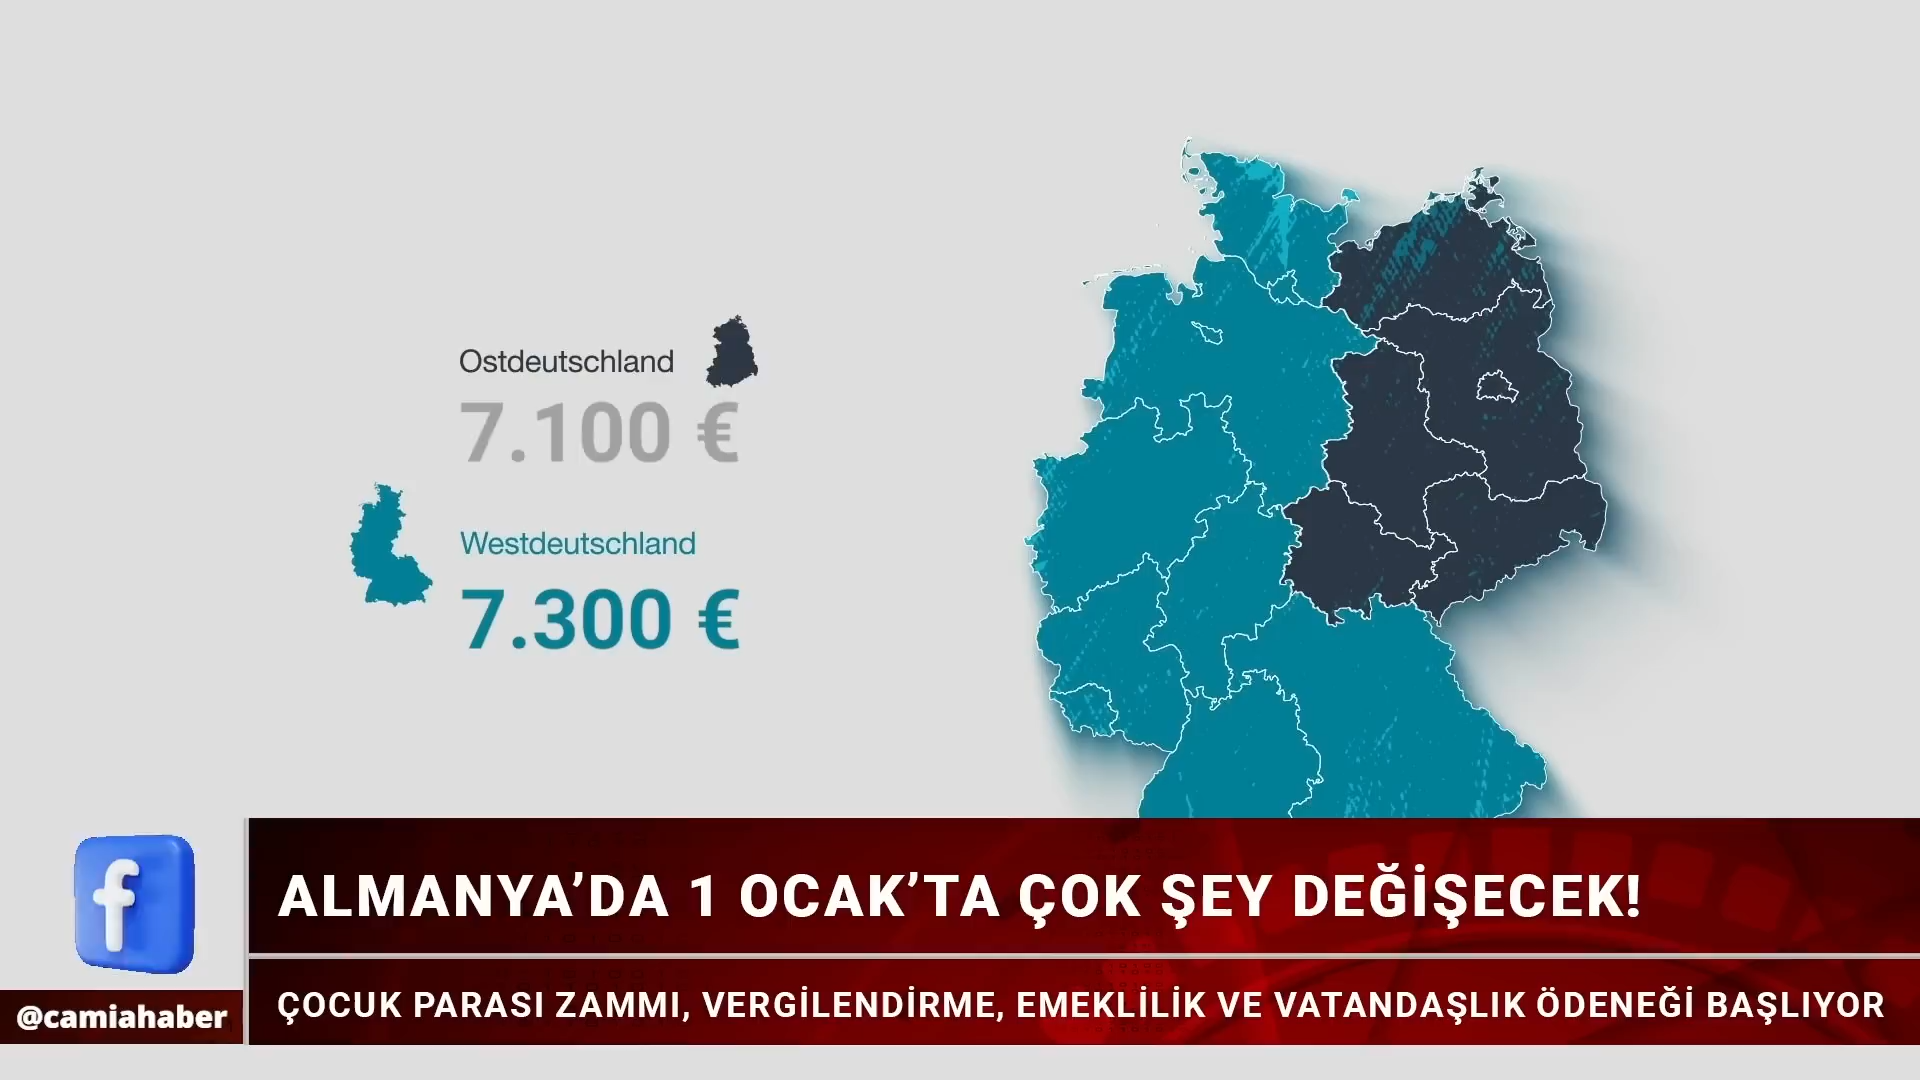 Ostdeutschland
7.100 €
Westdeutschland
7.300 €
ALMANYA’DA 1 OCAK’TA ÇOK ŞEY DEĞİŞECEK!
ÇOCUK PARASI ZAMMI, VERGİLENDİRME, EMEKLİLİK VE VATANDAŞLIK ÖDENEĞİ BAŞLIYOR
@camiahaber